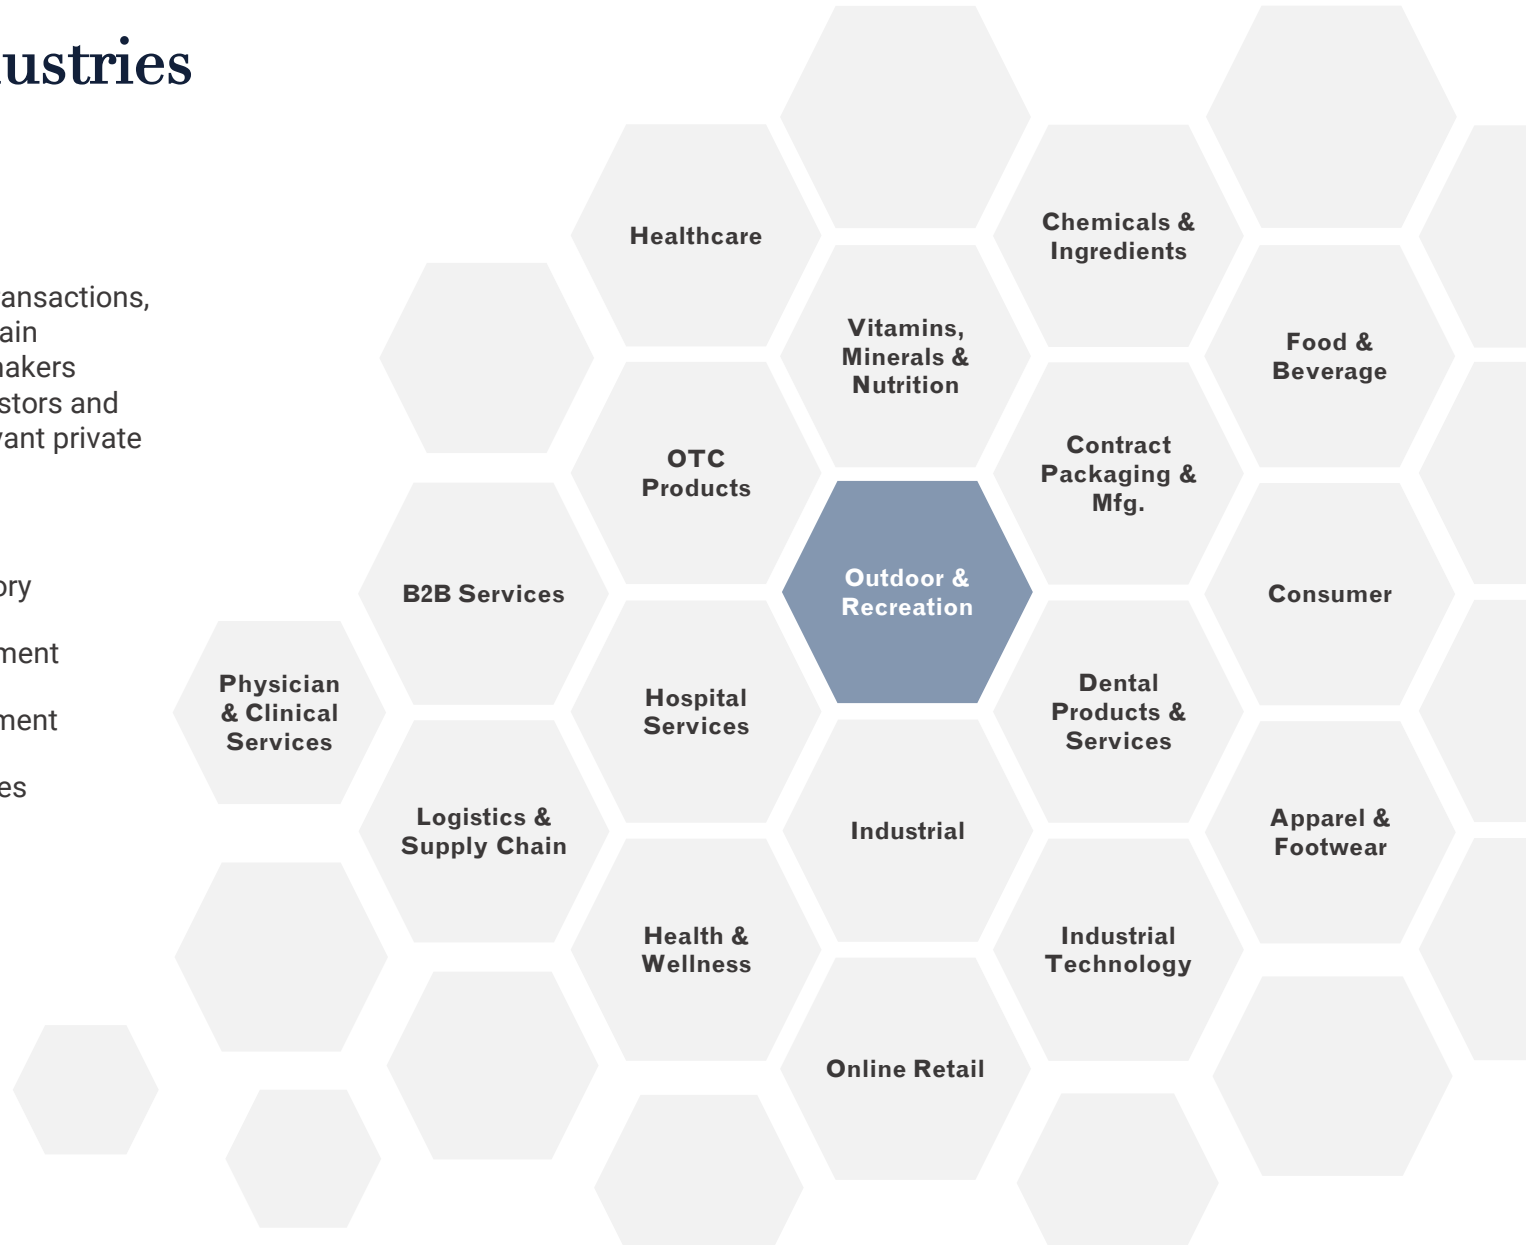 ustries
ansactions,
ain
nakers
stors and
vant private
ory
ment
ment
es
Healthcare
Chemicals &
Ingredients
Vitamins,
Minerals &
Nutrition
Food &
Beverage
OTC
Products
Contract
Packaging &
Mfg.
B2B Services
Outdoor &
Recreation
Consumer
Physician
& Clinical
Services
Hospital
Services
Dental
Products &
Services
Logistics &
Supply Chain
Industrial
Apparel &
Footwear
Health &
Wellness
Industrial
Technology
Online Retail